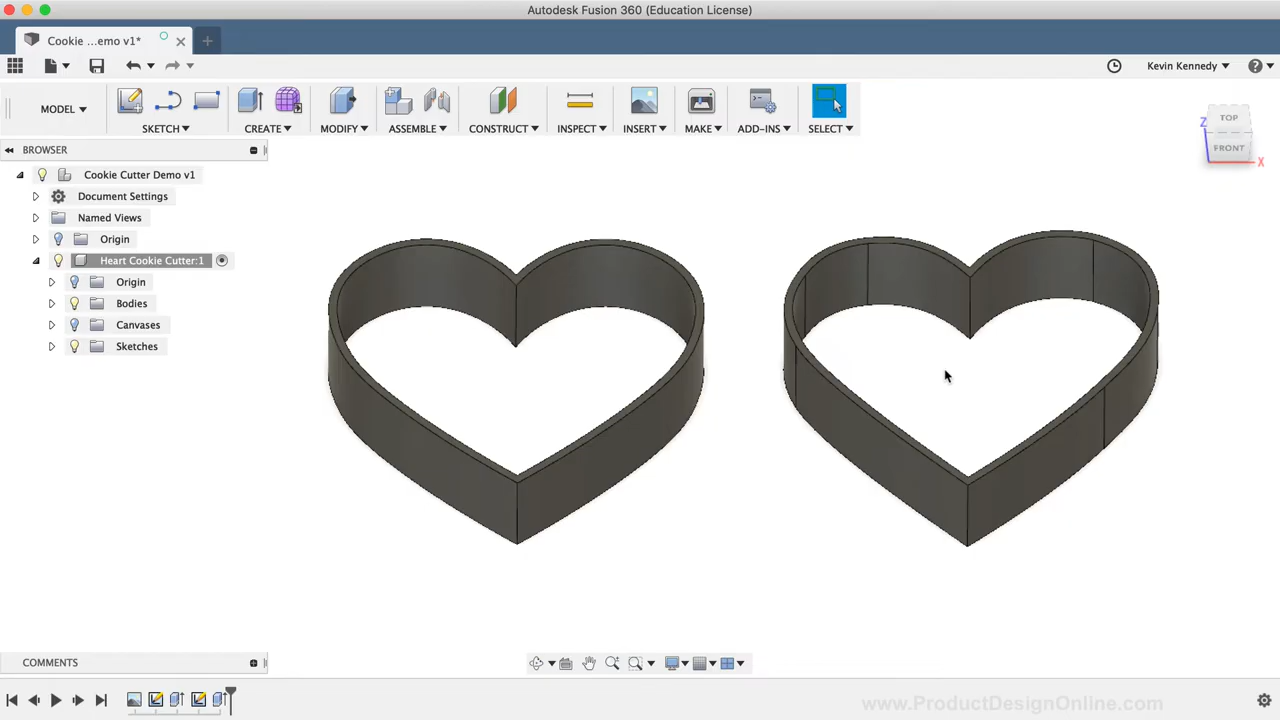 Autodesk Fusion 360 (Education License)
Cookie ...emo v1*
Kevin Kennedy
MODEL
SKETCH
CREATE
MODIFY
ASSEMBLE
CONSTRUCT
INSPECT
INSERT
MAKE
ADD-INS
SELECT
TOP
FRONT
Z
X
BROWSER
Cookie Cutter Demo v1
Document Settings
Named Views
Origin
Heart Cookie Cutter:1
Origin
Bodies
Canvases
Sketches
COMMENTS
www.ProductDesignOnline.com